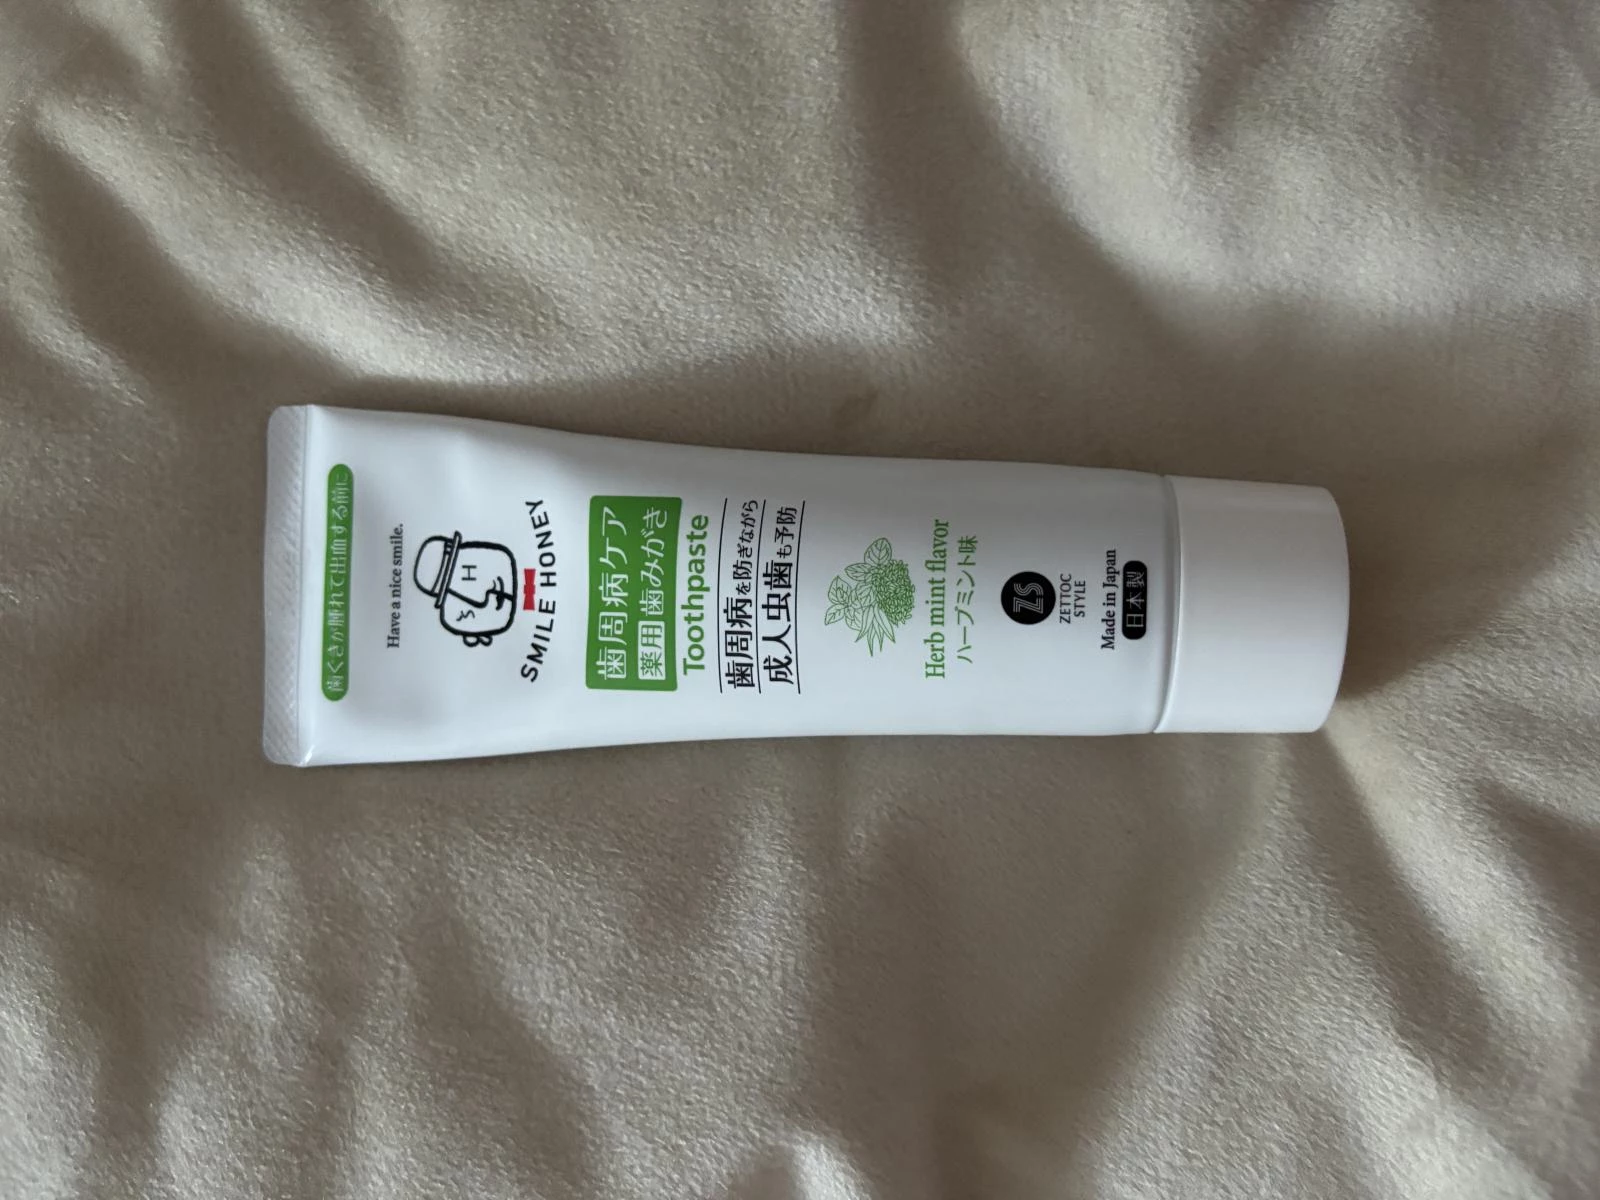 歯ぐきが腫れて出血する前に
Have a nice smile.
SMILE HONEY
歯周病ケア
薬用 歯みがき
Toothpaste
歯周病を防ぎながら
成人虫歯も予防
Herb mint flavor
ハーブミント味
ZS
ZETTOC
STYLE
Made in Japan
日本製